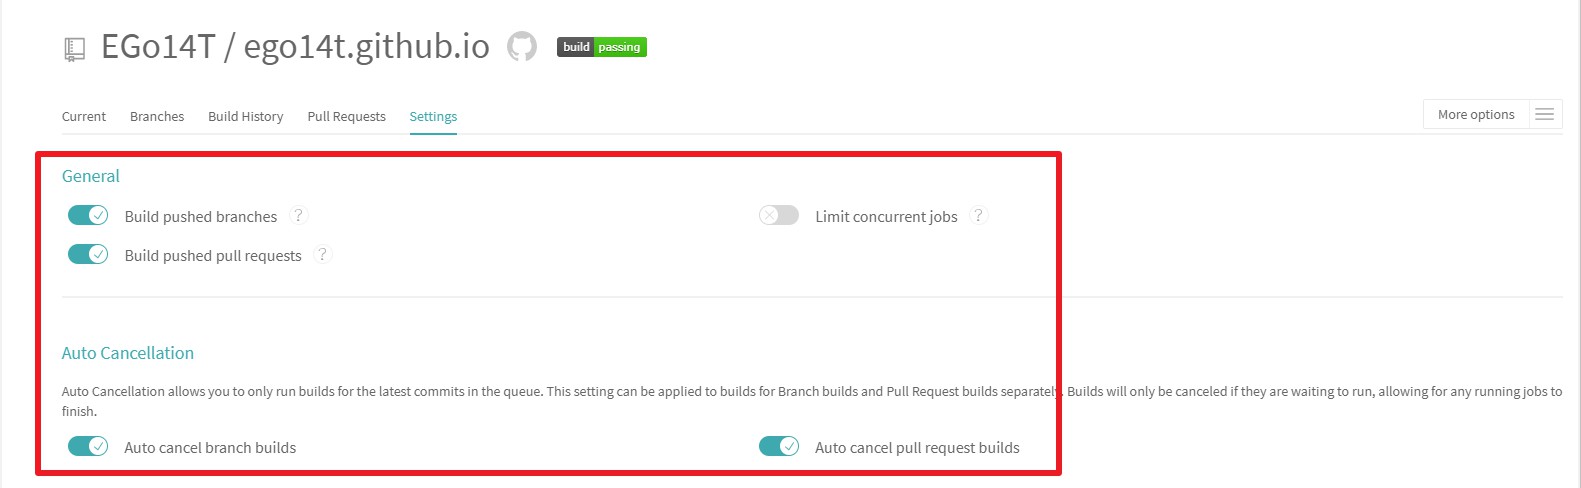 EGo14T / ego14t.github.io build passing
Current Branches Build History Pull Requests Settings More options
General
Build pushed branches ? Limit concurrent jobs ?
Build pushed pull requests ?
Auto Cancellation
Auto Cancellation allows you to only run builds for the latest commits in the queue. This setting can be applied to builds for Branch builds and Pull Request builds separately. Builds will only be canceled if they are waiting to run, allowing for any running jobs to
finish.
Auto cancel branch builds Auto cancel pull request builds